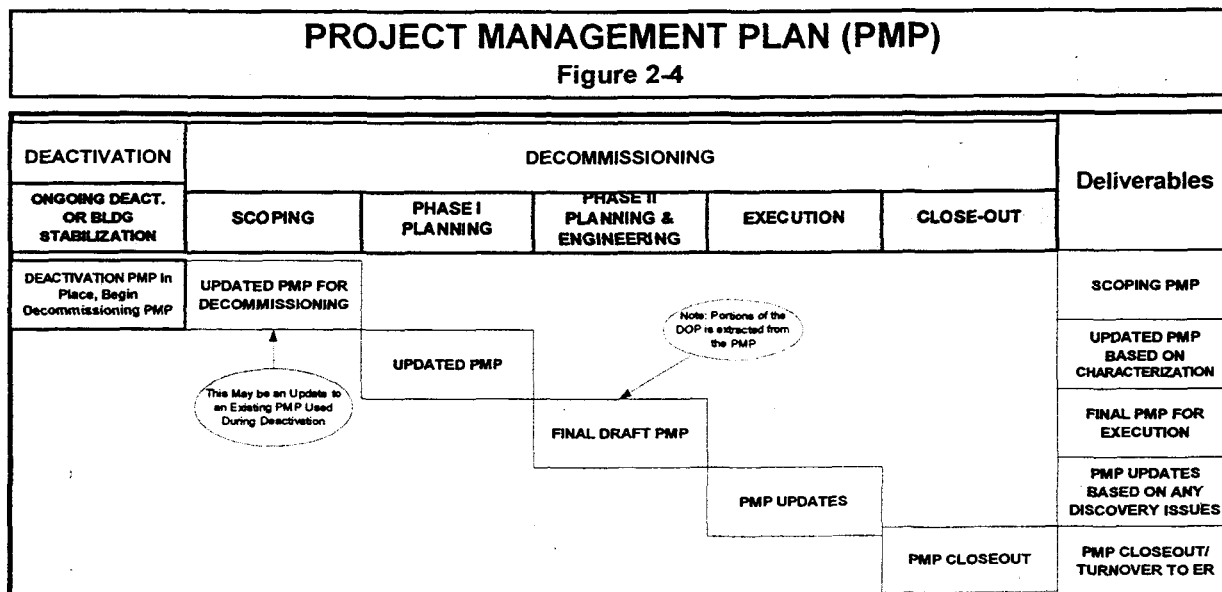 PROJECT MANAGEMENT PLAN (PMP)
Figure 2-4
DEACTIVATION
DECOMMISSIONING
Deliverables
ONGOING DEACT.
OR BLDG
STABILIZATION
SCOPING
PHASE I
PLANNING
PHASE II
PLANNING &
ENGINEERING
EXECUTION
CLOSE-OUT
DEACTIVATION PMP in
Place, Begin
Decommissioning PMP
UPDATED PMP FOR
DECOMMISSIONING
SCOPING PMP
Note: Portions of the
DOP is extracted from
the PMP
UPDATED PMP
UPDATED PMP
BASED ON
CHARACTERIZATION
This May be an Update to
an Existing PMP Used
During Deactivation
FINAL DRAFT PMP
FINAL PMP FOR
EXECUTION
PMP UPDATES
PMP UPDATES
BASED ON ANY
DISCOVERY ISSUES
PMP CLOSEOUT
PMP CLOSEOUT/
TURNOVER TO ER